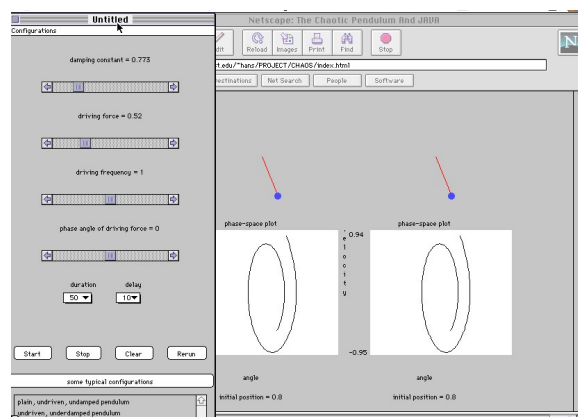 Untitled
Configurations
damping constant = 0.773
driving force = 0.52
driving frequency = 1
phase angle of driving force = 0
duration delay
50 10
Start Stop Clear Rerun
some typical configurations
plain, undriven, undamped pendulum
undriven, underdamped pendulum
Netscape: The Chaotic Pendulum And JAVA
dit Reload Images Print Find Stop
N
t.edu/~hans/PROJECT/CHAOS/index.html
estinations Net Search People Software
phase-space plot phase-space plot
0.94
e
l
o
c
i
t
y
-0.95
angle angle
initial position = 0.8 initial position = 0.8